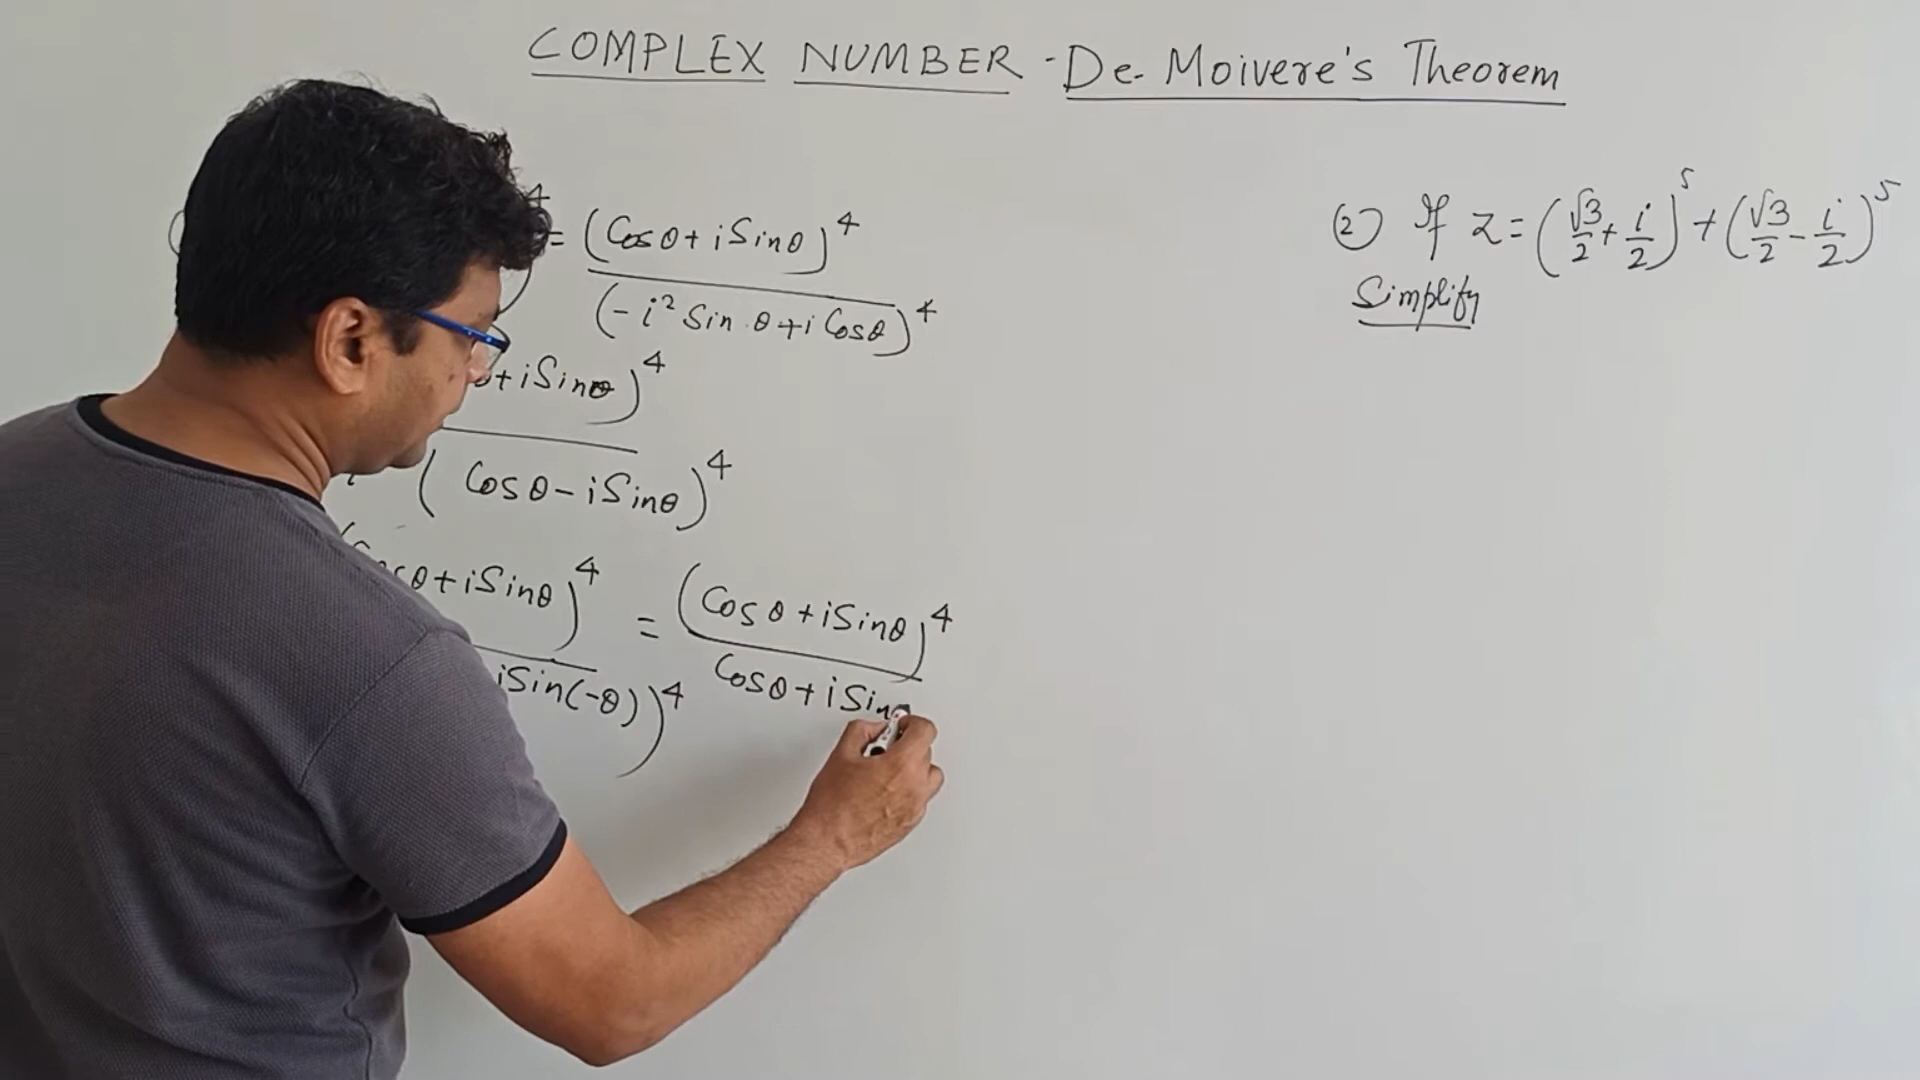 COMPLEX NUMBER - De Moivere's Theorem
4 = (Cosθ + iSinθ)^4
(-i² Sin θ + i Cosθ)^4
+ iSinθ)^4
(Cosθ - iSinθ)^4
Cosθ + iSinθ)^4 = (Cosθ + iSinθ)^4
iSin(-θ))^4 Cosθ + iSin
(2) If z = (√3/2 + i/2)^5 + (√3/2 - i/2)^5
Simplify